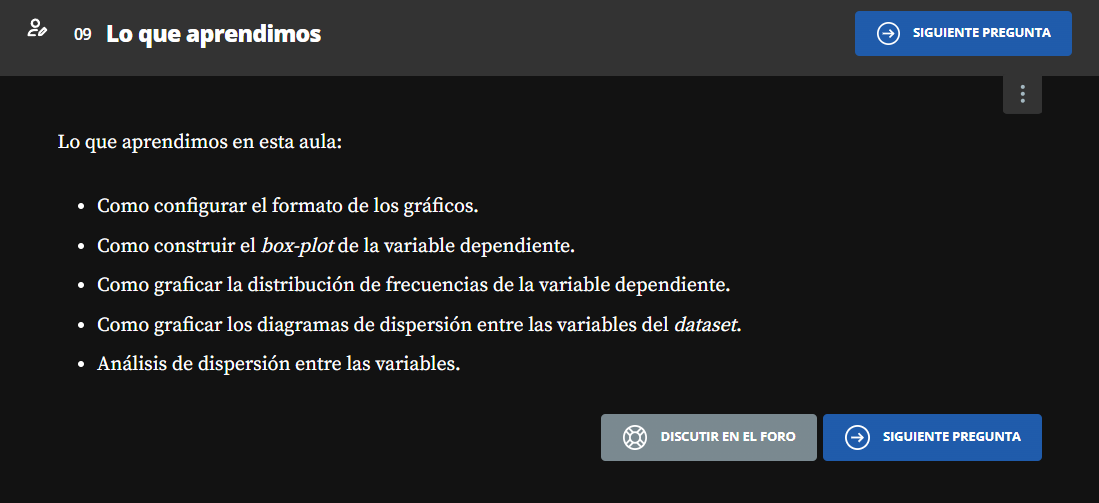 09 Lo que aprendimos
SIGUIENTE PREGUNTA
Lo que aprendimos en esta aula:
• Como configurar el formato de los gráficos.
• Como construir el box-plot de la variable dependiente.
• Como graficar la distribución de frecuencias de la variable dependiente.
• Como graficar los diagramas de dispersión entre las variables del dataset.
• Análisis de dispersión entre las variables.
DISCUTIR EN EL FORO
SIGUIENTE PREGUNTA